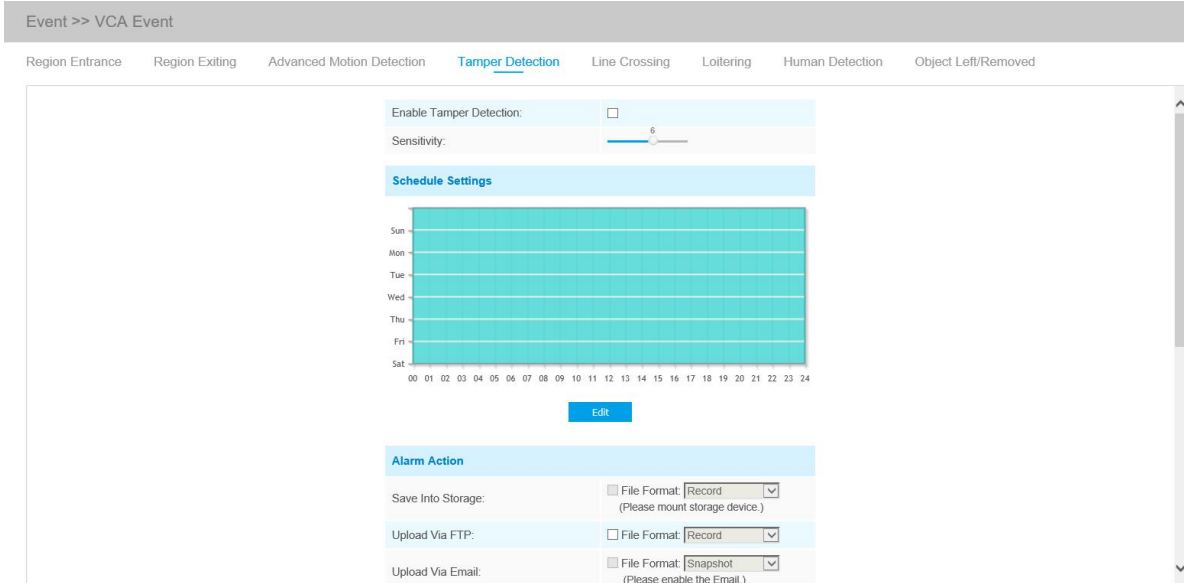 Event >> VCA Event
Region Entrance Region Exiting Advanced Motion Detection Tamper Detection Line Crossing Loitering Human Detection Object Left/Removed
Enable Tamper Detection:
Sensitivity: 6
Schedule Settings
Sun
Mon
Tue
Wed
Thu
Fri
Sat
00 01 02 03 04 05 06 07 08 09 10 11 12 13 14 15 16 17 18 19 20 21 22 23 24
Edit
Alarm Action
Save Into Storage: File Format: Record
(Please mount storage device.)
Upload Via FTP: File Format: Record
Upload Via Email: File Format: Snapshot
(Please enable the Email.)